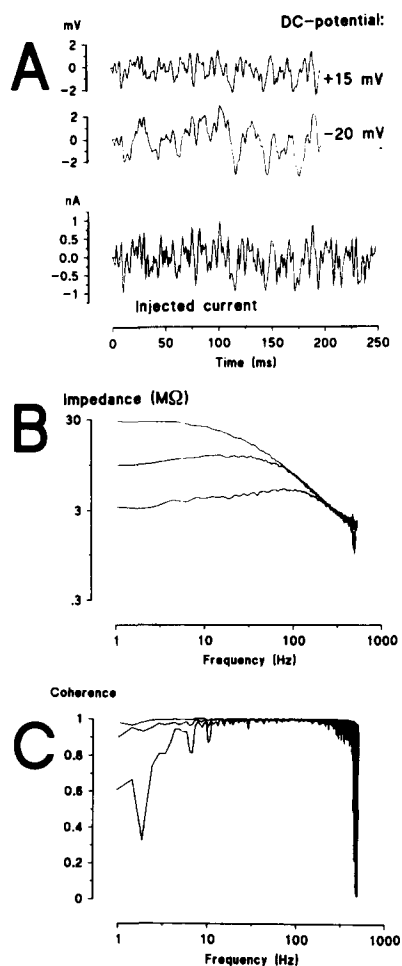 mV
DC-potential:
A
2
0
-2
+15 mV
2
0
-2
-20 mV
nA
1
0.5
0.0
-0.5
-1
Injected current
0 50 100 150 200 250
Time (ms)
B
Impedance (MΩ)
30
3
.3
1 10 100 1000
Frequency (Hz)
Coherence
C
1
0.8
0.6
0.4
0.2
0
1 10 100 1000
Frequency (Hz)